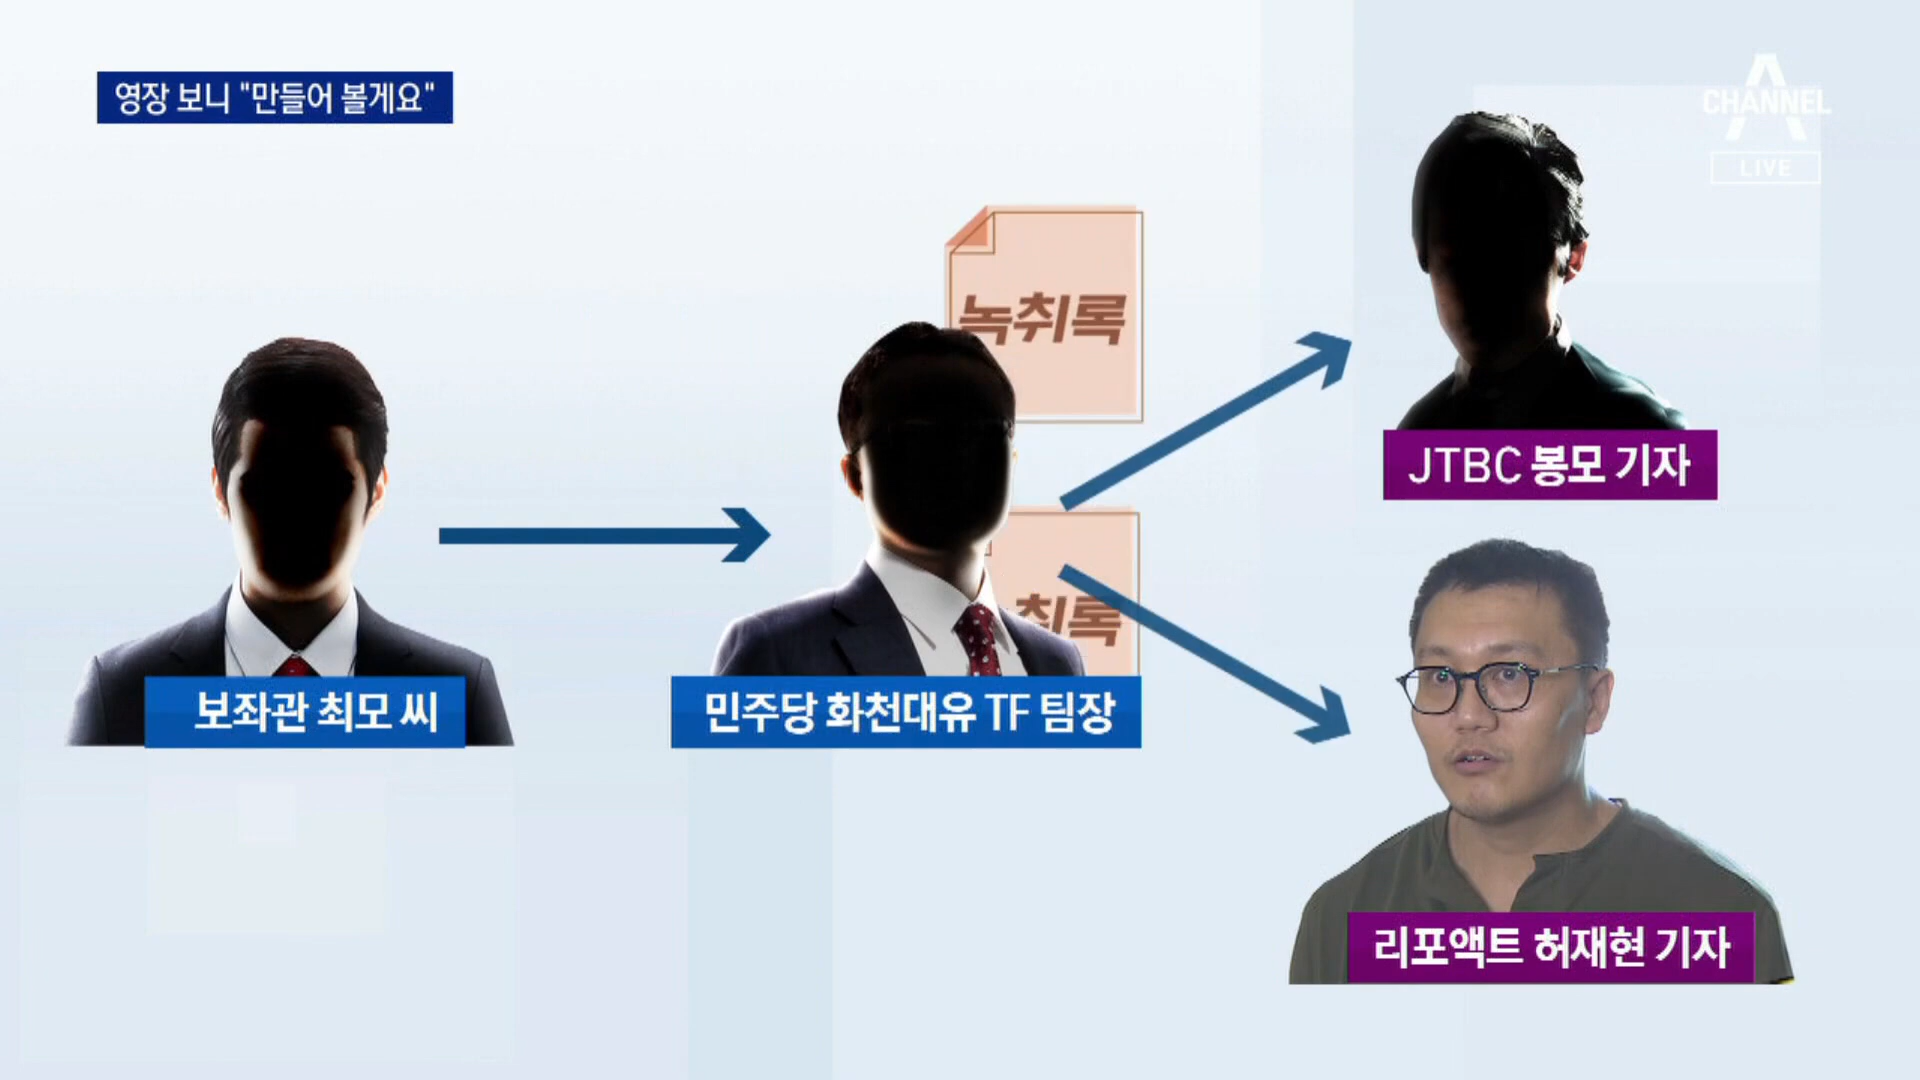 영장 보니 "만들어 볼게요"
CHANNEL A
LIVE
녹취록
취록
JTBC 봉모 기자
보좌관 최모 씨
민주당 화천대유 TF 팀장
리포액트 허재현 기자